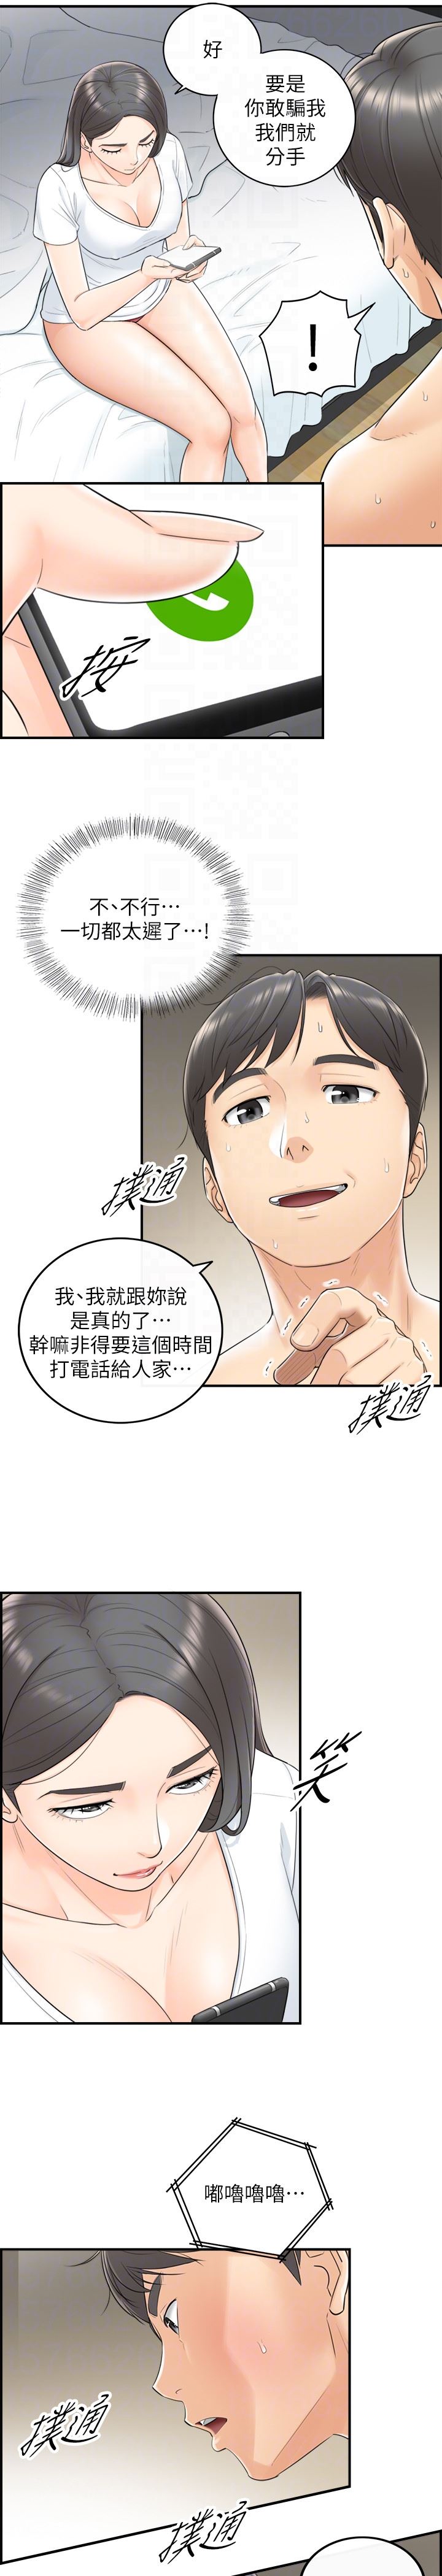 好
要是
你敢騙我
我們就
分手
！
按
不、不行…
一切都太遲了…!
撲通
我、我就跟妳說
是真的了…
幹嘛非得要這個時間
打電話給人家…
撲通
笑
嘟嚕嚕嚕…
撲通
撲通